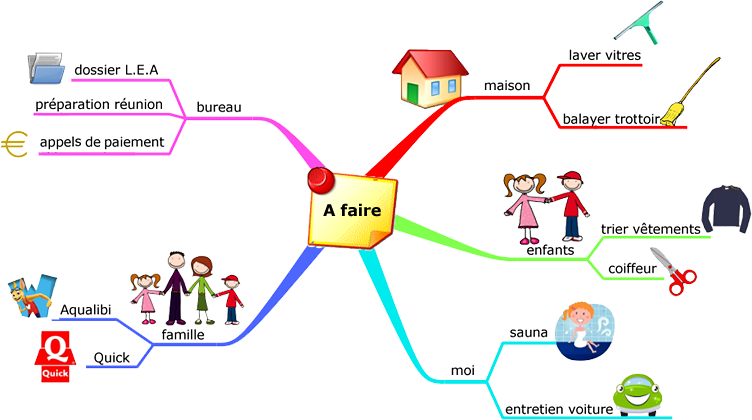 A faire
maison
laver vitres
balayer trottoir
enfants
trier vêtements
coiffeur
moi
sauna
entretien voiture
famille
Aqualibi
W
Quick
Q
Quick
bureau
dossier L.E.A
préparation réunion
appels de paiement
€